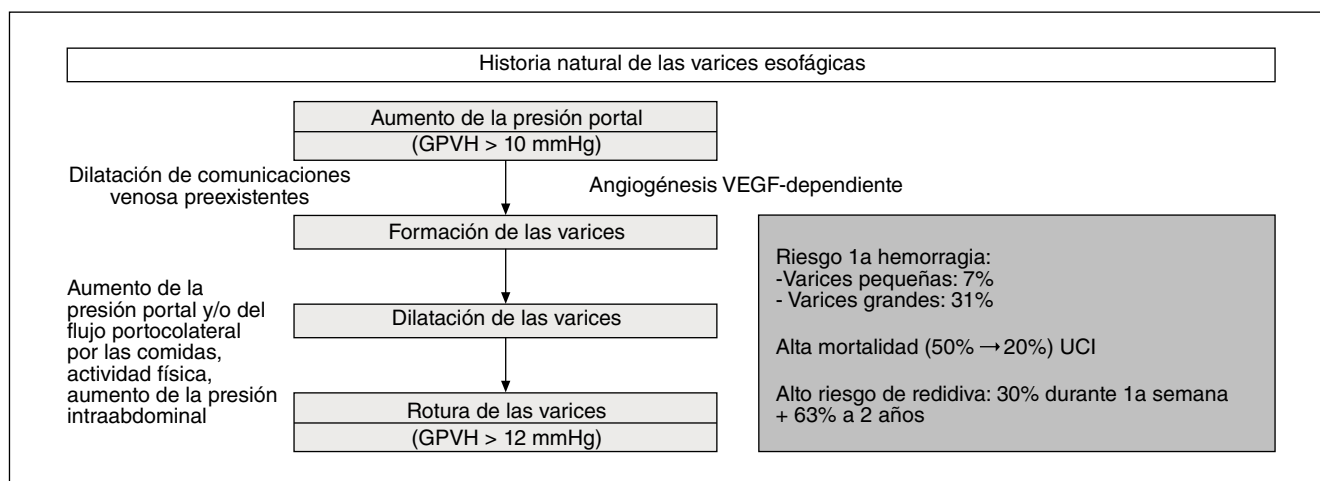 Historia natural de las varices esofágicas
Aumento de la presión portal
(GPVH > 10 mmHg)
Dilatación de comunicaciones
venosa preexistentes
Angiogénesis VEGF-dependiente
Formación de las varices
Aumento de la
presión portal y/o del
flujo portocolateral
por las comidas,
actividad física,
aumento de la presión
intraabdominal
Dilatación de las varices
Rotura de las varices
(GPVH > 12 mmHg)
Riesgo 1a hemorragia:
-Varices pequeñas: 7%
- Varices grandes: 31%
Alta mortalidad (50% → 20%) UCI
Alto riesgo de redidiva: 30% durante 1a semana
+ 63% a 2 años